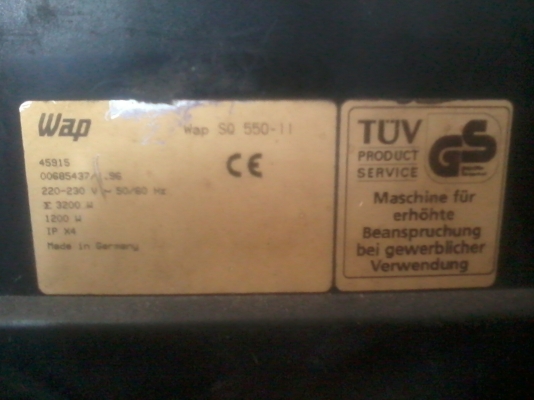 Wap
Wap SQ 550-11
45915
220-230 V ~ 50/60 Hz
Σ 3200 W
1200 W
IP X4
Made in Germany
CE
TÜV
PRODUCT
SERVICE
GS
Maschine für
erhöhte
Beanspruchung
bei gewerblicher
Verwendung